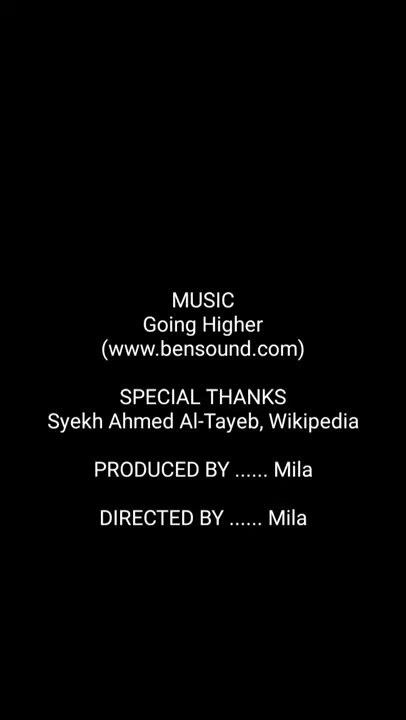 MUSIC
Going Higher
(www.bensound.com)
SPECIAL THANKS
Syekh Ahmed Al-Tayeb, Wikipedia
PRODUCED BY ...... Mila
DIRECTED BY ...... Mila